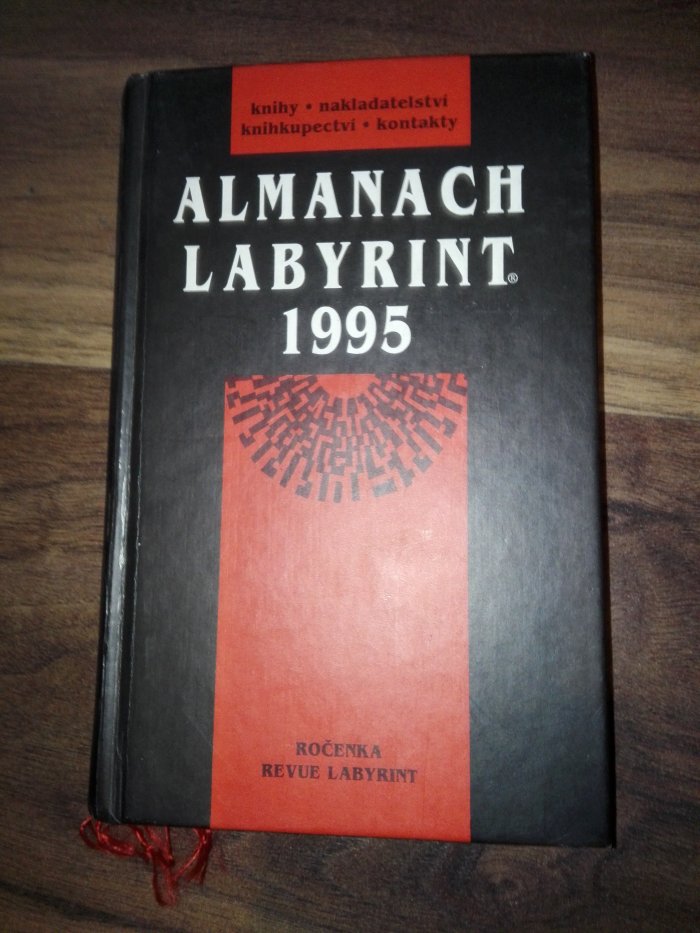 knihy • nakladatelství
knihkupectví • kontakty
ALMANACH
LABYRINT®
1995
ROČENKA
REVUE LABYRINT